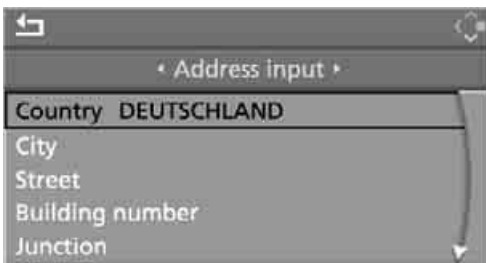 Address input
Country DEUTSCHLAND
City
Street
Building number
Junction